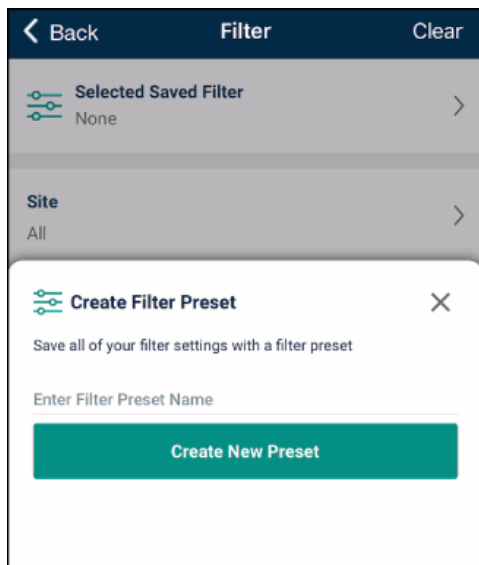 Back Filter Clear
Selected Saved Filter
None
Site
All
Create Filter Preset
Save all of your filter settings with a filter preset
Enter Filter Preset Name
Create New Preset